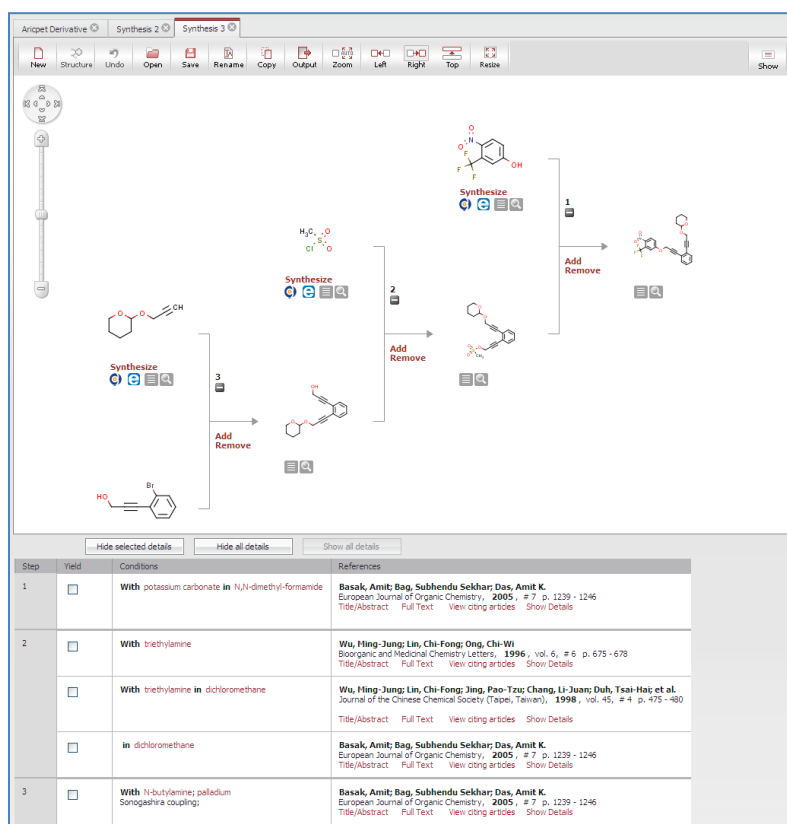 Aricpet Derivative
Synthesis 2
Synthesis 3
New
Structure
Undo
Open
Save
Rename
Copy
Output
AUTO
Zoom
Left
Right
Top
Resize
Show
O
N
O
F
F
F
OH
Synthesize
1
Add
Remove
H₃C
S
O
O
Cl
Synthesize
2
Add
Remove
O
O
CH
Synthesize
3
Add
Remove
OH
O
O
Br
HO
Hide selected details
Hide all details
Show all details
Step
Yield
Conditions
References
1
With potassium carbonate in N,N-dimethyl-formamide
Basak, Amit; Bag, Subhendu Sekhar; Das, Amit K.
European Journal of Organic Chemistry, 2005, # 7 p. 1239 - 1246
Title/Abstract Full Text View citing articles Show Details
2
With triethylamine
Wu, Ming-Jung; Lin, Chi-Fong; Ong, Chi-Wi
Bioorganic and Medicinal Chemistry Letters, 1996, vol. 6, # 6 p. 675 - 678
Title/Abstract Full Text View citing articles Show Details
With triethylamine in dichloromethane
Wu, Ming-Jung; Lin, Chi-Fong; Jing, Pao-Tzu; Chang, Li-Juan; Duh, Tsai-Hai; et al.
Journal of the Chinese Chemical Society (Taipei, Taiwan), 1998, vol. 45, # 4 p. 475 - 480
Title/Abstract Full Text View citing articles Show Details
in dichloromethane
Basak, Amit; Bag, Subhendu Sekhar; Das, Amit K.
European Journal of Organic Chemistry, 2005, # 7 p. 1239 - 1246
Title/Abstract Full Text View citing articles Show Details
3
With N-butylamine; palladium
Sonogashira coupling;
Basak, Amit; Bag, Subhendu Sekhar; Das, Amit K.
European Journal of Organic Chemistry, 2005, # 7 p. 1239 - 1246
Title/Abstract Full Text View citing articles Show Details